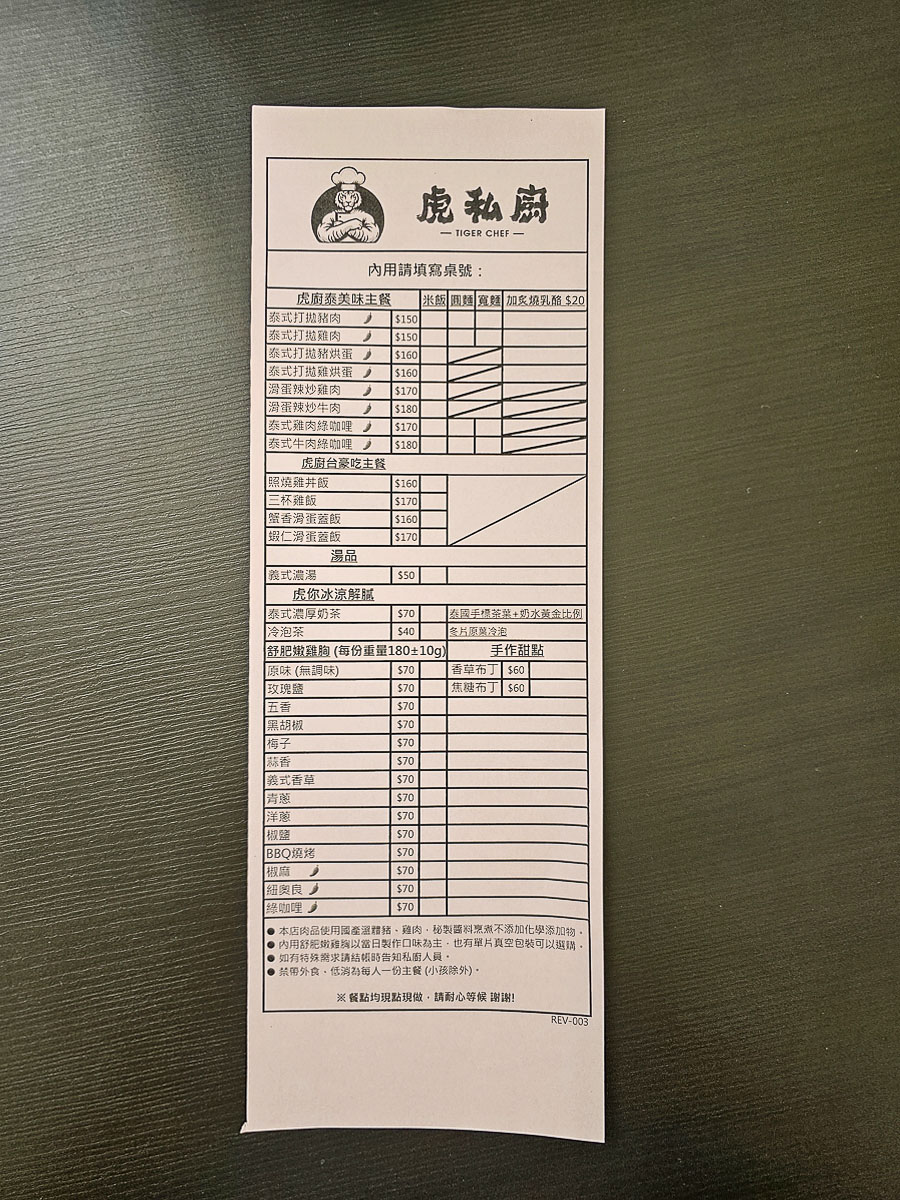 虎私廚
TIGER CHEF
內用請填寫桌號：
虎廚泰美味主餐 米飯 圓麵 寬麵 加炙燒乳酪 $20
泰式打拋豬肉 $150
泰式打拋雞肉 $150
泰式打拋豬烘蛋 $160
泰式打拋雞烘蛋 $160
滑蛋辣炒雞肉 $170
滑蛋辣炒牛肉 $180
泰式雞肉綠咖哩 $170
泰式牛肉綠咖哩 $180
虎廚台豪吃主餐
照燒雞丼飯 $160
三杯雞飯 $170
蟹香滑蛋蓋飯 $160
蝦仁滑蛋蓋飯 $170
湯品
義式濃湯 $50
虎你冰涼解膩
泰式濃厚奶茶 $70 泰國手標茶葉+奶水黃金比例
冷泡茶 $40 冬片原葉冷泡
舒肥嫩雞胸 (每份重量180±10g) 手作甜點
原味 (無調味) $70 香草布丁 $60
玫瑰鹽 $70 焦糖布丁 $60
五香 $70
黑胡椒 $70
梅子 $70
蒜香 $70
義式香草 $70
青蔥 $70
洋蔥 $70
椒鹽 $70
BBQ燒烤 $70
椒麻 $70
紐奧良 $70
綠咖哩 $70
● 本店肉品使用國產溫體豬、雞肉，秘製醬料烹煮不添加化學添加物。
● 內用舒肥嫩雞胸以當日製作口味為主，也有單片真空包裝可以選購。
● 如有特殊需求請結帳時告知私廚人員。
● 禁帶外食，低消為每人一份主餐 (小孩除外)。
※ 餐點均現點現做，請耐心等候 謝謝!
REV-003